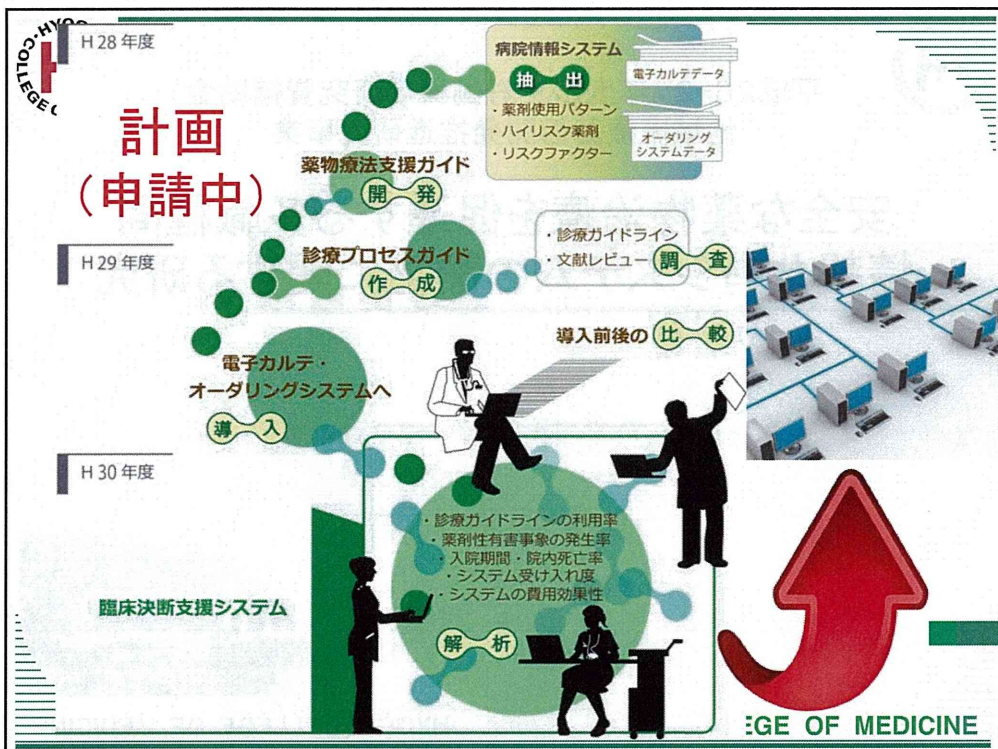 H 28 年度
HYOGO
COLLEGE O
計画
（申請中）
病院情報システム
抽 出
・薬剤使用パターン
・ハイリスク薬剤
・リスクファクター
電子カルテデータ
オーダリング
システムデータ
薬物療法支援ガイド
開 発
H 29 年度
診療プロセスガイド
作 成
・診療ガイドライン
・文献レビュー
調 査
導入前後の 比 較
電子カルテ・
オーダリングシステムへ
導 入
H 30 年度
・診療ガイドラインの利用率
・薬剤性有害事象の発生率
・入院期間・院内死亡率
・システム受け入れ度
・システムの費用効果性
解 析
臨床決断支援システム
EGE OF MEDICINE